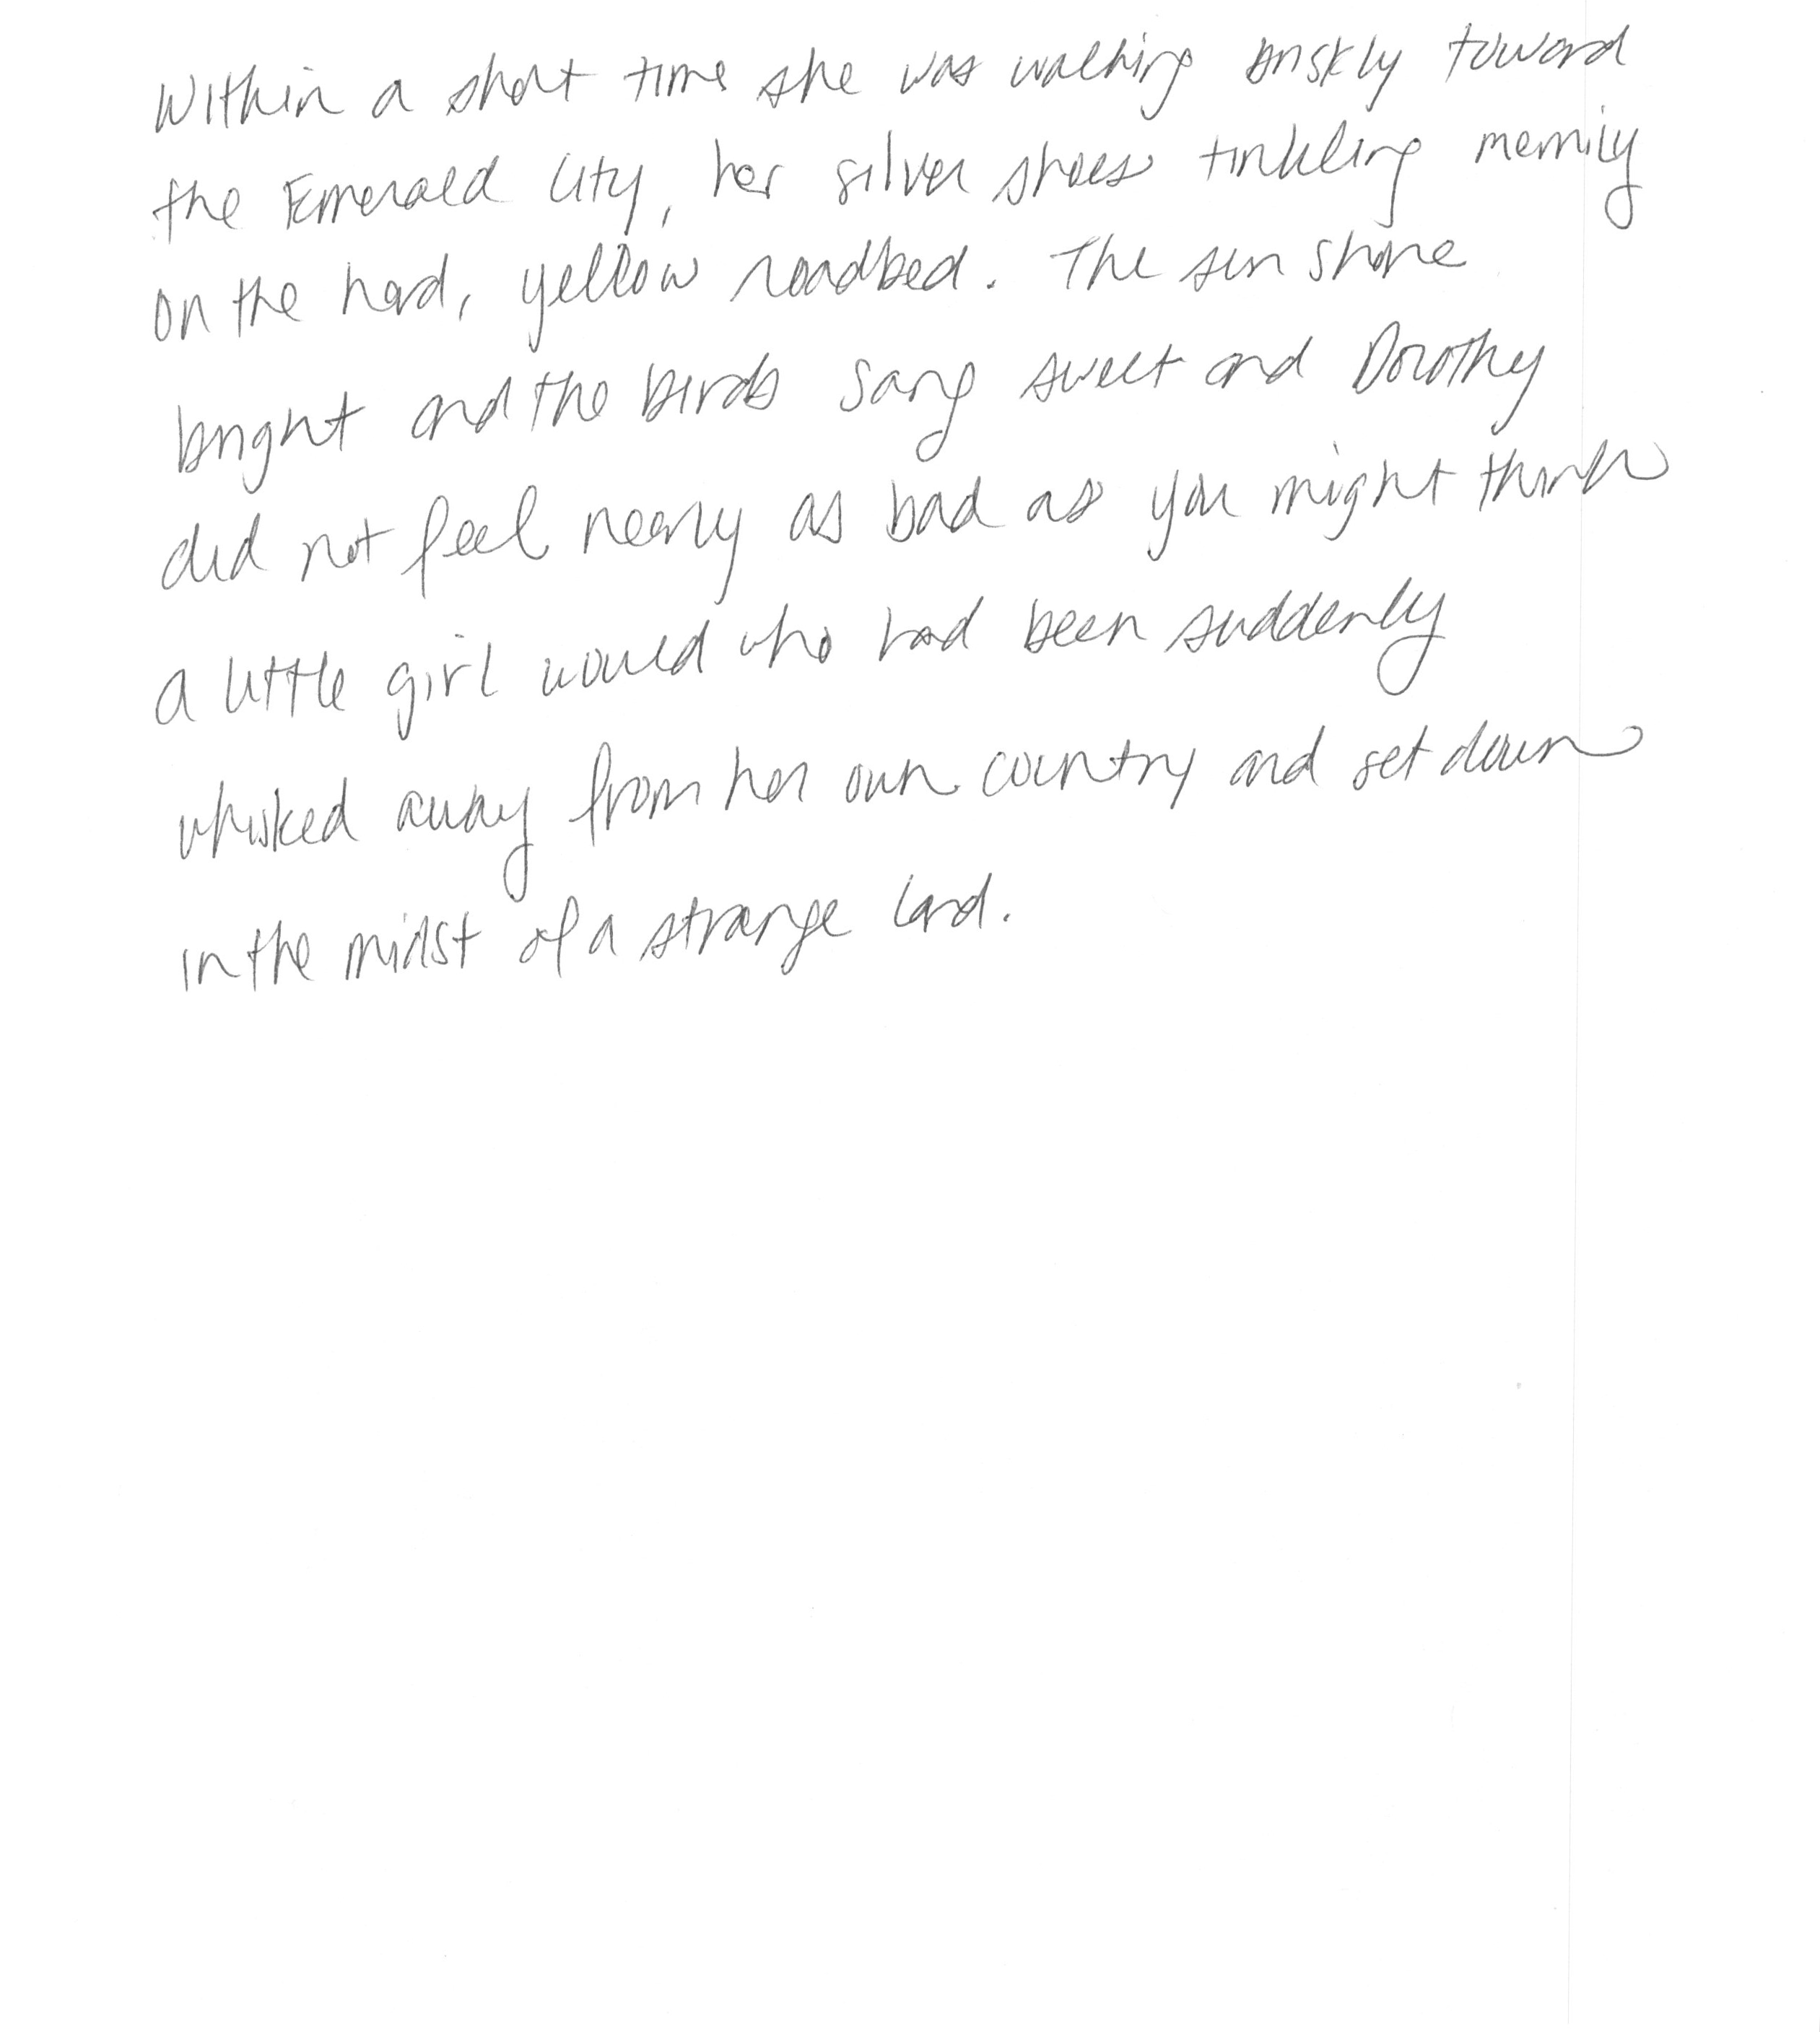 Within a short time she was walking briskly toward
the Emerald City, her silver shoes tinkling merrily
on the hard, yellow roadbed. The sun shone
bright and the birds sang sweet and Dorothy
did not feel nearly as bad as you might think
a little girl would who had been suddenly
whisked away from her own country and set down
in the midst of a strange land.